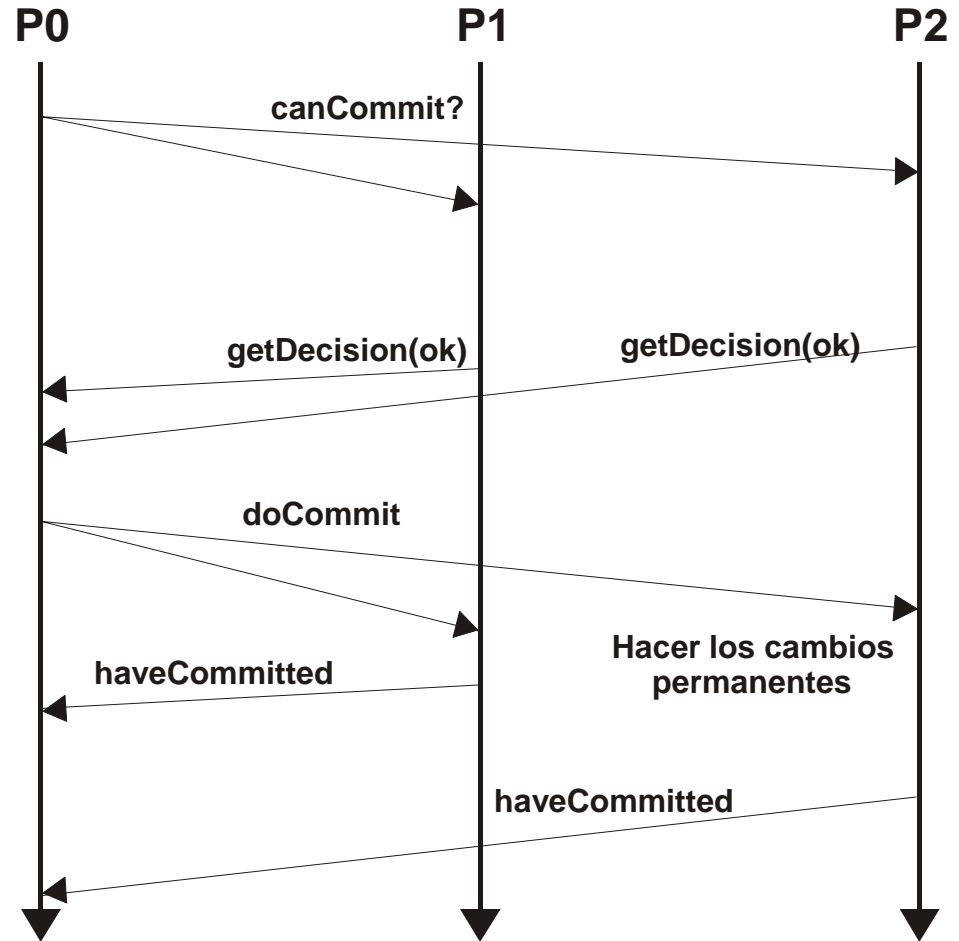 P0
P1
P2
canCommit?
getDecision(ok)
getDecision(ok)
doCommit
Hacer los cambios
permanentes
haveCommitted
haveCommitted